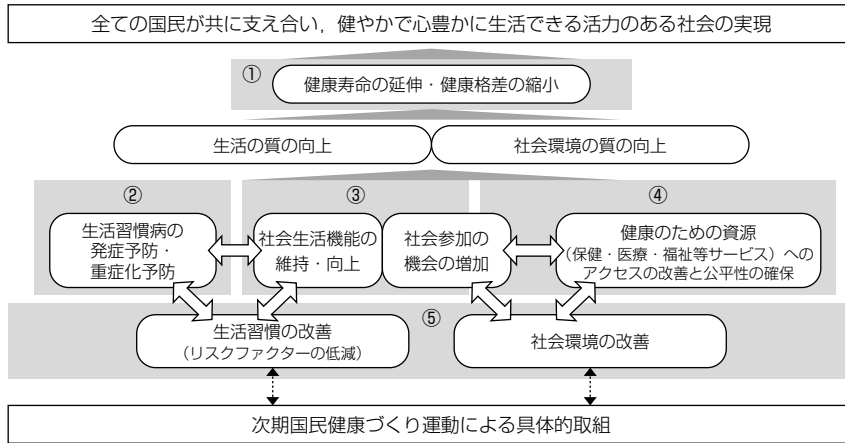 全ての国民が共に支え合い，健やかで心豊かに生活できる活力のある社会の実現
①
健康寿命の延伸・健康格差の縮小
生活の質の向上
社会環境の質の向上
②
③
④
生活習慣病の
発症予防・
重症化予防
社会生活機能の
維持・向上
社会参加の
機会の増加
健康のための資源
（保健・医療・福祉等サービス）への
アクセスの改善と公平性の確保
⑤
生活習慣の改善
（リスクファクターの低減）
社会環境の改善
次期国民健康づくり運動による具体的取組